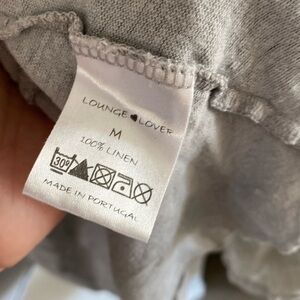 LOUNGE LOVER
M
100% LINEN
30°
MADE IN PORTUGAL